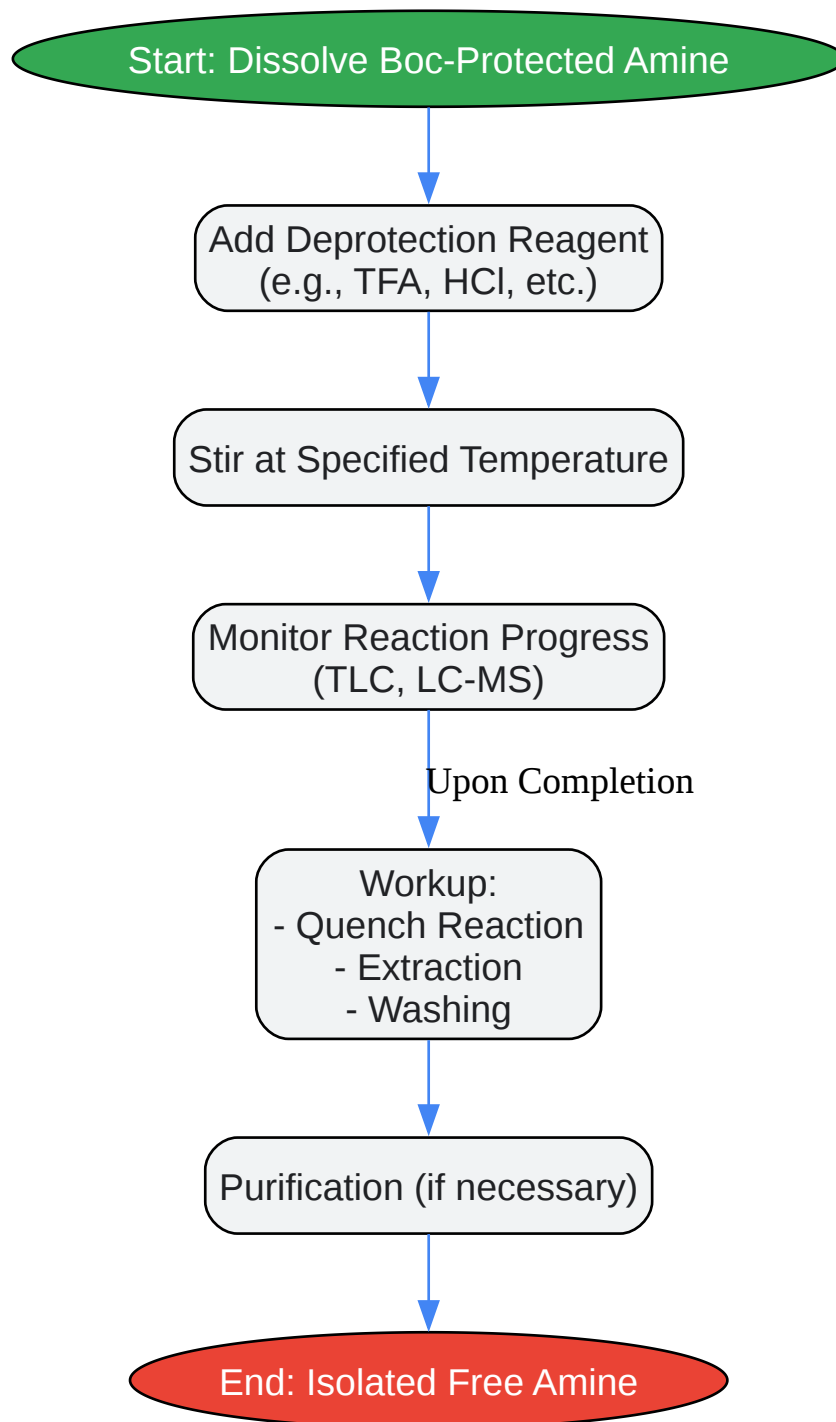 Start: Dissolve Boc-Protected Amine
Add Deprotection Reagent
(e.g., TFA, HCl, etc.)
Stir at Specified Temperature
Monitor Reaction Progress
(TLC, LC-MS)
Upon Completion
Workup:
- Quench Reaction
- Extraction
- Washing
Purification (if necessary)
End: Isolated Free Amine